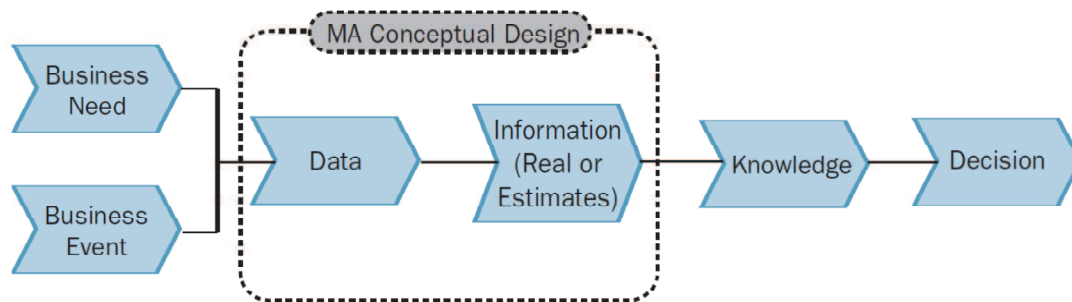 MA Conceptual Design
Business
Need
Business
Event
Data
Information
(Real or
Estimates)
Knowledge
Decision